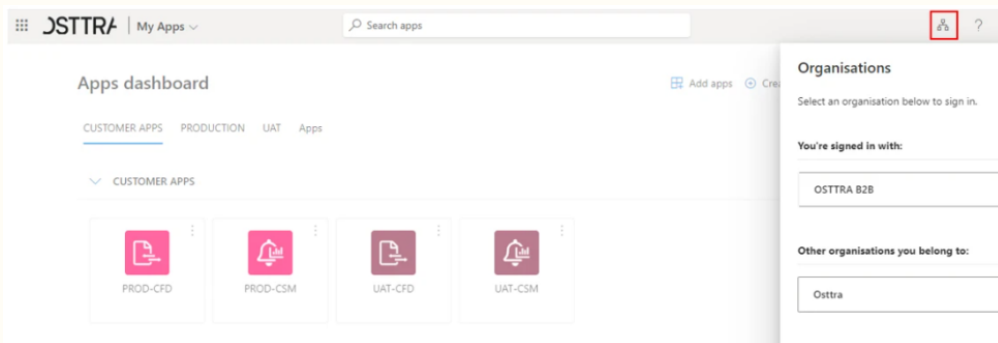 OSTTRA My Apps
Search apps
?
Apps dashboard
Add apps Crea
CUSTOMER APPS PRODUCTION UAT Apps
CUSTOMER APPS
PROD-CFD PROD-CSM UAT-CFD UAT-CSM
Organisations
Select an organisation below to sign in.
You're signed in with:
OSTTRA B2B
Other organisations you belong to:
Osttra